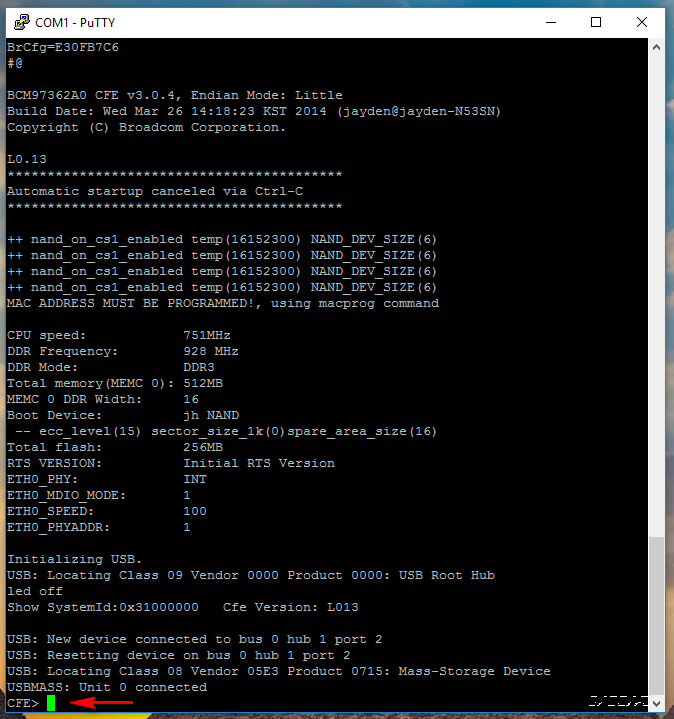 COM1 - PuTTY
BrCfg=E30FB7C6
#@
BCM97362A0 CFE v3.0.4, Endian Mode: Little
Build Date: Wed Mar 26 14:18:23 KST 2014 (jayden@jayden-N53SN)
Copyright (C) Broadcom Corporation.
L0.13
******************************************
Automatic startup canceled via Ctrl-C
******************************************
++ nand_on_cs1_enabled temp(16152300) NAND_DEV_SIZE(6)
++ nand_on_cs1_enabled temp(16152300) NAND_DEV_SIZE(6)
++ nand_on_cs1_enabled temp(16152300) NAND_DEV_SIZE(6)
++ nand_on_cs1_enabled temp(16152300) NAND_DEV_SIZE(6)
MAC ADDRESS MUST BE PROGRAMMED!, using macprog command
CPU speed: 751MHz
DDR Frequency: 928 MHz
DDR Mode: DDR3
Total memory(MEMC 0): 512MB
MEMC 0 DDR Width: 16
Boot Device: jh NAND
-- ecc_level(15) sector_size_1k(0)spare_area_size(16)
Total flash: 256MB
RTS VERSION: Initial RTS Version
ETH0_PHY: INT
ETH0_MDIO_MODE: 1
ETH0_SPEED: 100
ETH0_PHYADDR: 1
Initializing USB.
USB: Locating Class 09 Vendor 0000 Product 0000: USB Root Hub
led off
Show SystemId:0x31000000 Cfe Version: L013
USB: New device connected to bus 0 hub 1 port 2
USB: Resetting device on bus 0 hub 1 port 2
USB: Locating Class 08 Vendor 05E3 Product 0715: Mass-Storage Device
USBMASS: Unit 0 connected
CFE>